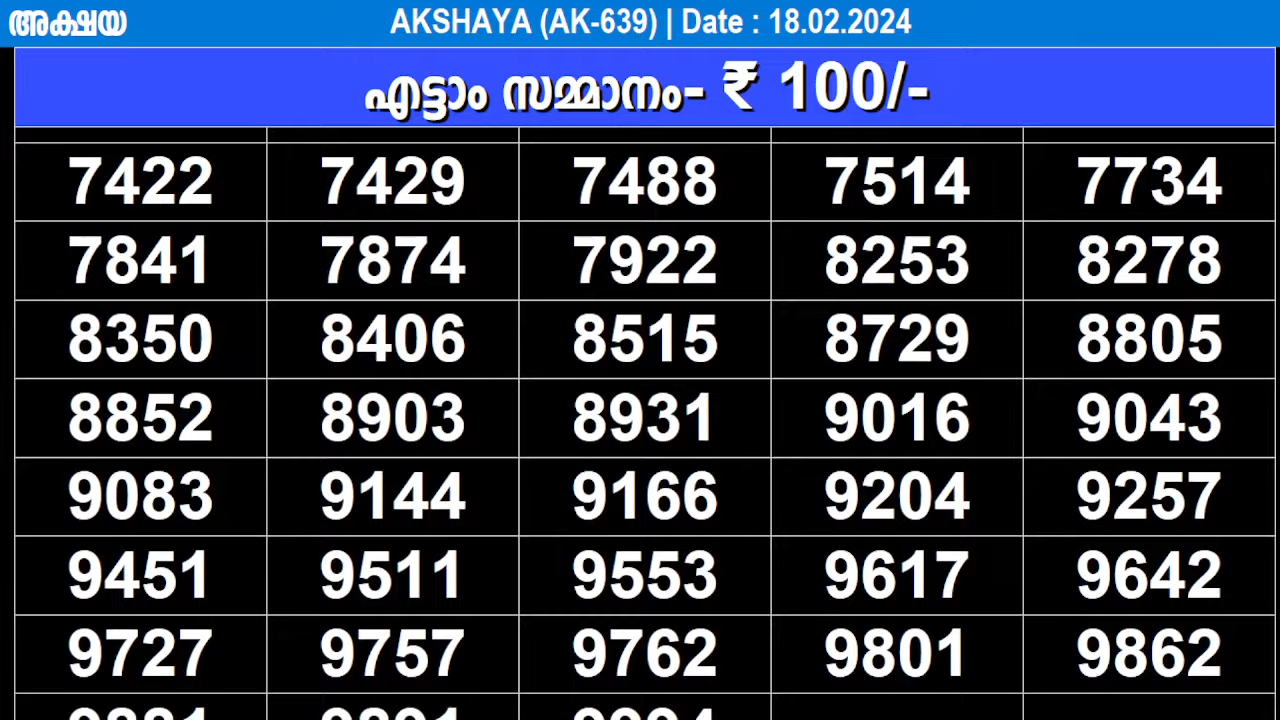 അക്ഷയ AKSHAYA (AK-639) | Date : 18.02.2024
എട്ടാം സമ്മാനം- ₹ 100/-
7422 7429 7488 7514 7734
7841 7874 7922 8253 8278
8350 8406 8515 8729 8805
8852 8903 8931 9016 9043
9083 9144 9166 9204 9257
9451 9511 9553 9617 9642
9727 9757 9762 9801 9862